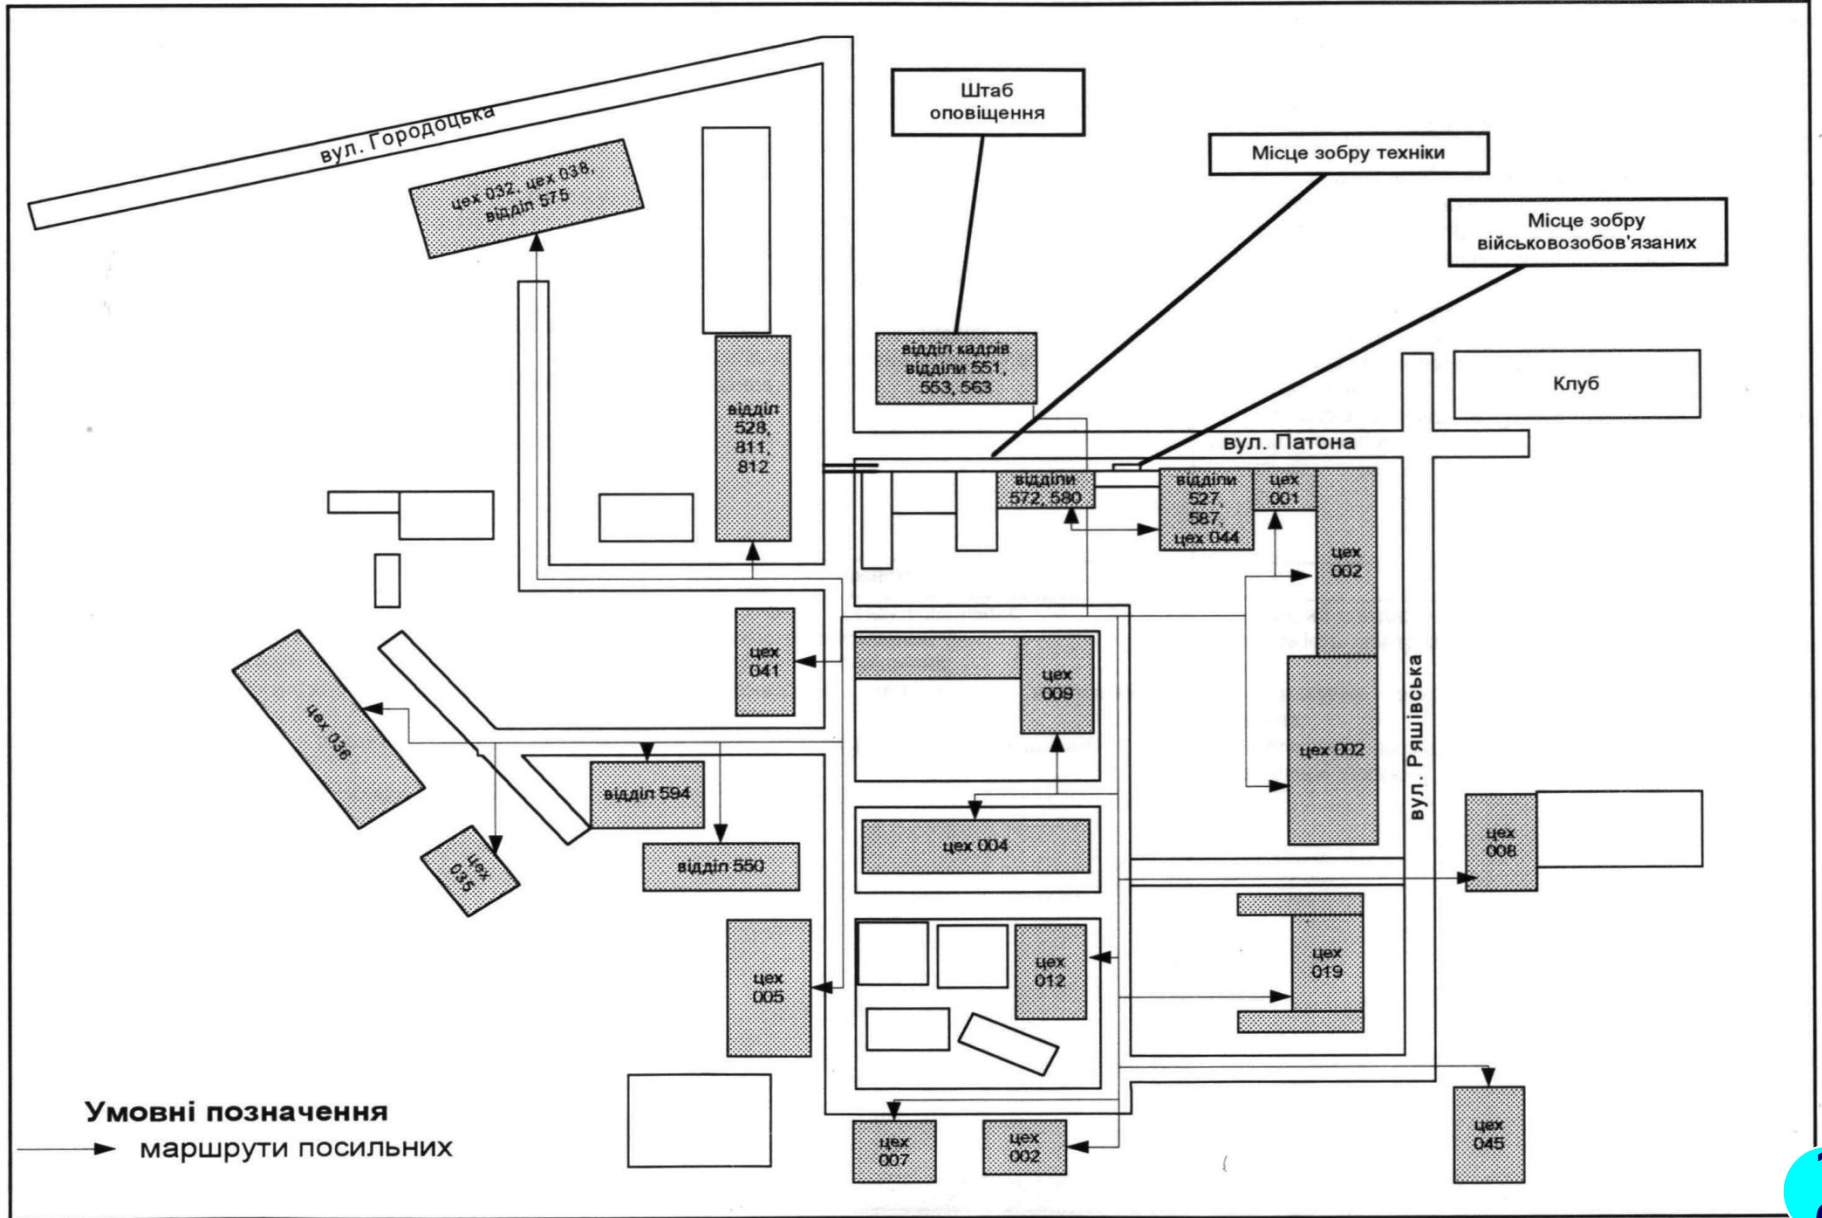 вул. Городоцька
Штаб
оповіщення
Місце зобру техніки
Місце зобру
військовозобов'язаних
цех 032, цех 038,
відділ 575
відділ кадрів
відділи 551,
553, 563
Клуб
вул. Патона
відділ
528,
811,
812
відділи
572, 580
відділи
527,
587,
цех 044
цех
001
цех
002
цех
041
цех
009
цех 036
цех 002
вул. Ряшівська
відділ 594
цех
035
відділ 550
цех 004
цех
008
цех
005
цех
012
цех
019
Умовні позначення
маршрути посильних
цех
007
цех
002
цех
045